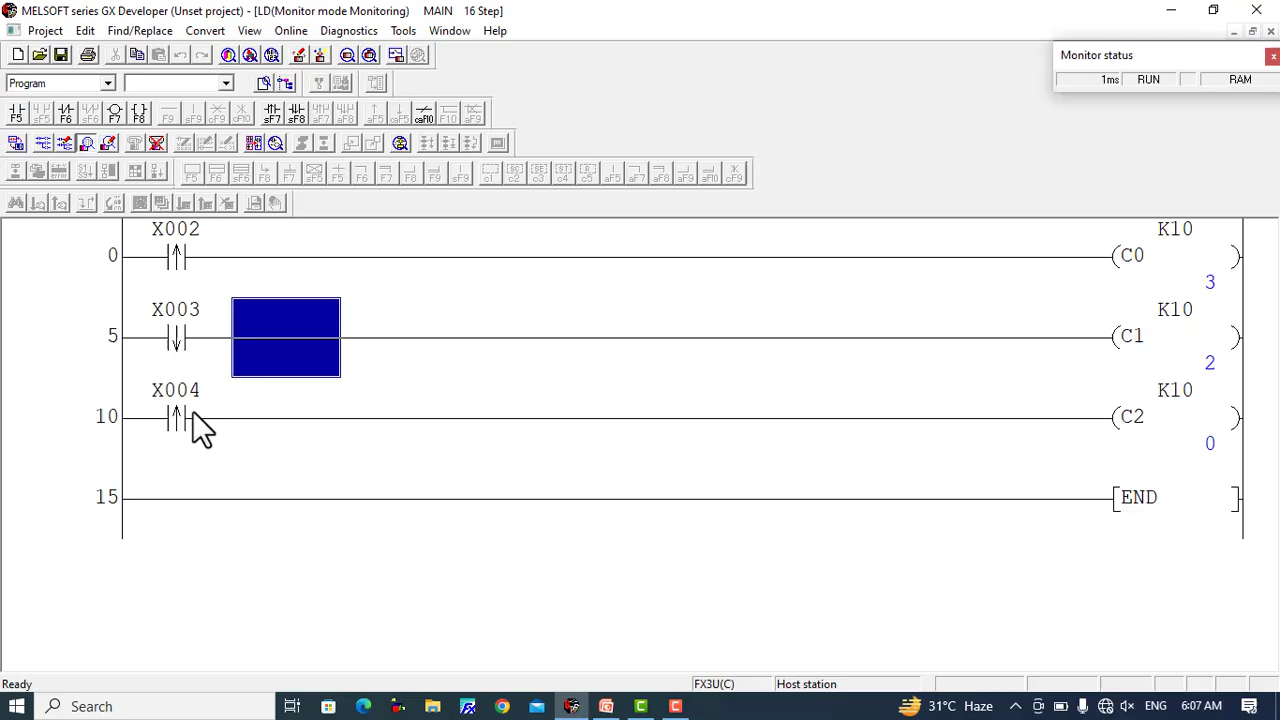 MELSOFT series GX Developer (Unset project) - [LD(Monitor mode Monitoring) MAIN 16 Step]
Project Edit Find/Replace Convert View Online Diagnostics Tools Window Help
Monitor status
1ms RUN RAM
Program
X002 K10
0 C0
3
X003 K10
5 C1
2
X004 K10
10 C2
0
15 END
Ready FX3U(C) Host station
Search 31°C Haze ENG 6:07 AM